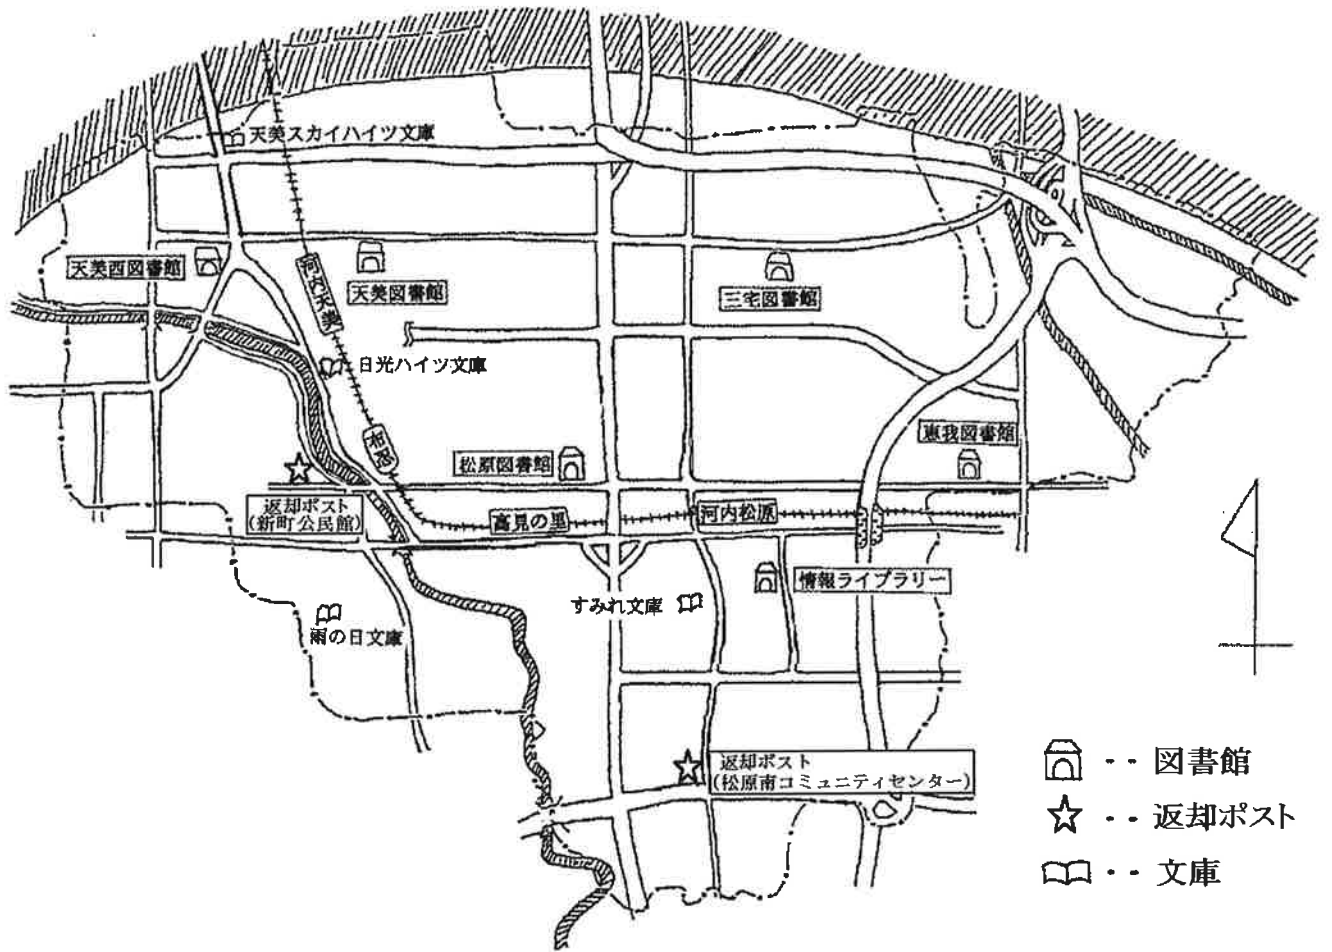 天美スカイハイツ文庫
天美西図書館
河内天美
天美図書館
三宅図書館
日光ハイツ文庫
布忍
松原図書館
恵我図書館
返却ポスト
(新町公民館)
高見の里
河内松原
情報ライブラリー
すみれ文庫
雨の日文庫
返却ポスト
(松原南コミュニティセンター)
・・図書館
・・返却ポスト
・・文庫